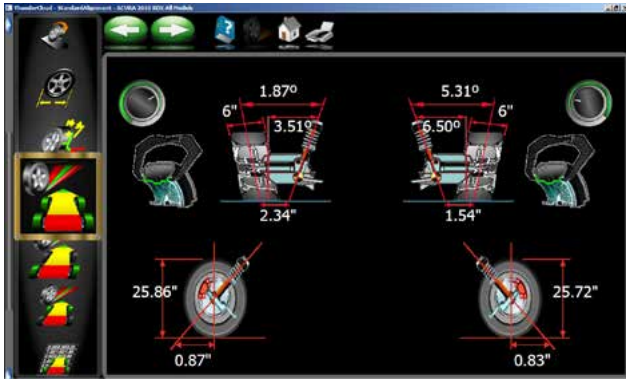 ThunderCloud - StandardAlignment - ACURA 2010 RDX All Models
1.87º
5.31º
6"
6"
3.51º
6.50º
2.34"
1.54"
25.86"
25.72"
0.87"
0.83"